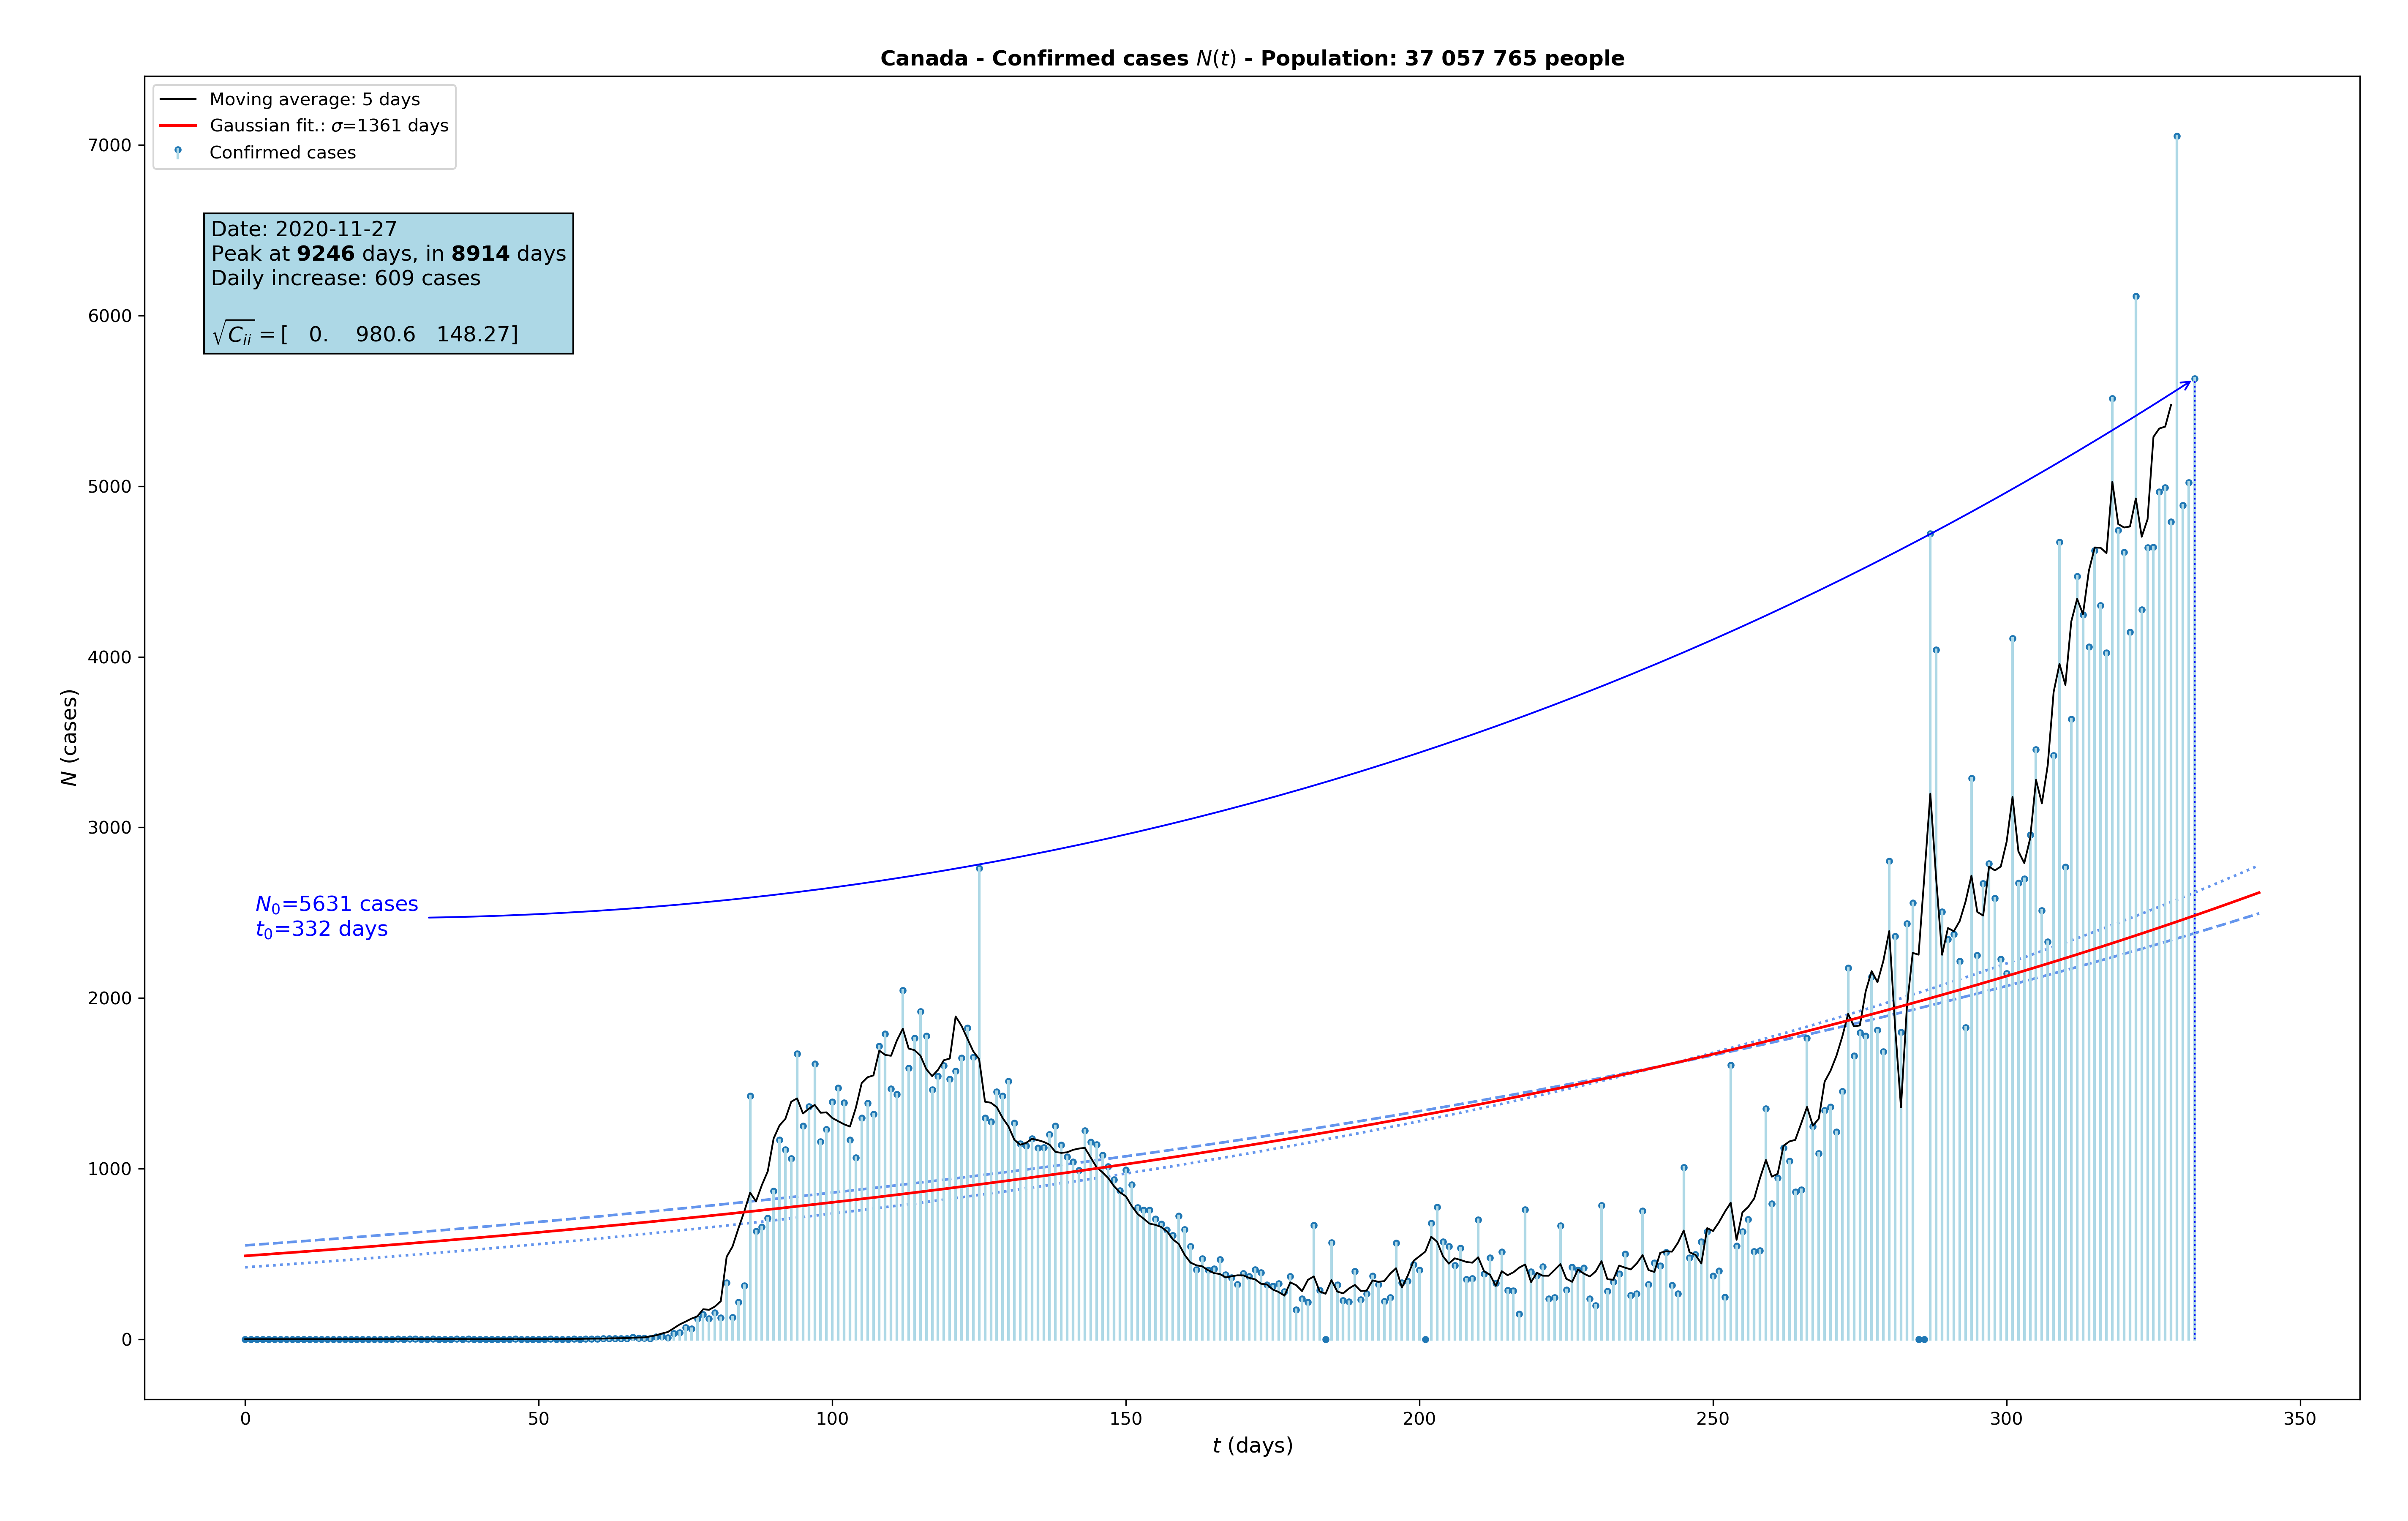 Canada - Confirmed cases N(t) - Population: 37 057 765 people
Moving average: 5 days
Gaussian fit.: σ=1361 days
Confirmed cases
Date: 2020-11-27
Peak at 9246 days, in 8914 days
Daily increase: 609 cases
√C_ii = [ 0. 980.6 148.27]
N_0=5631 cases
t_0=332 days
N (cases)
7000
6000
5000
4000
3000
2000
1000
0
0 50 100 150 200 250 300 350
t (days)